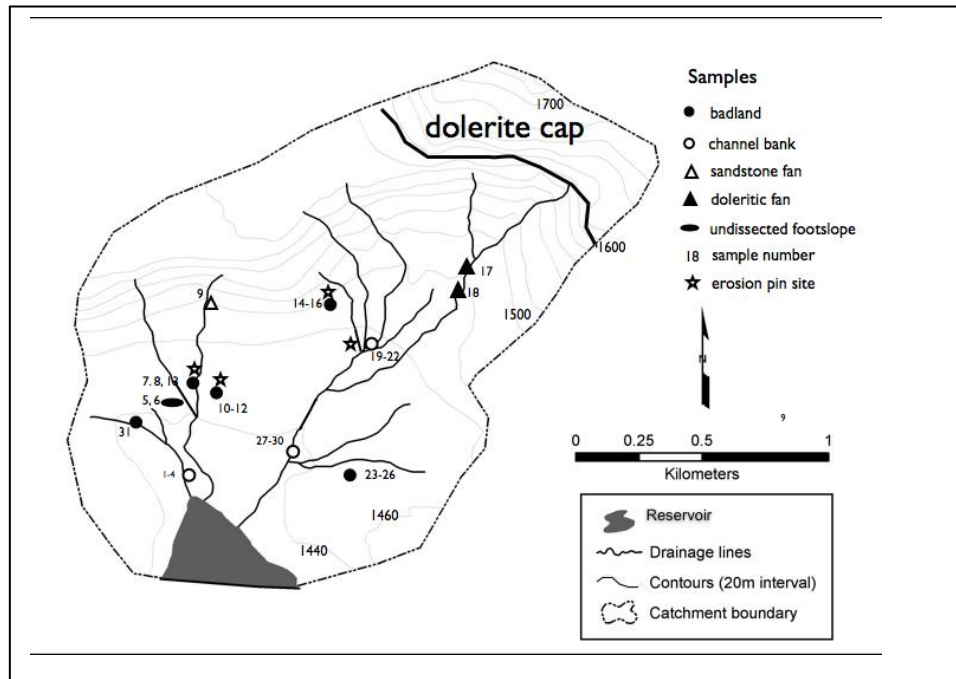 1700
dolerite cap
1600
1500
17
18
9
14-16
19-22
7. 8, 13
5, 6
10-12
31
27-30
1-4
23-26
1460
1440
Samples
badland
channel bank
sandstone fan
doleritic fan
undissected footslope
18 sample number
erosion pin site
N
9
0 0.25 0.5 1
Kilometers
Reservoir
Drainage lines
Contours (20m interval)
Catchment boundary